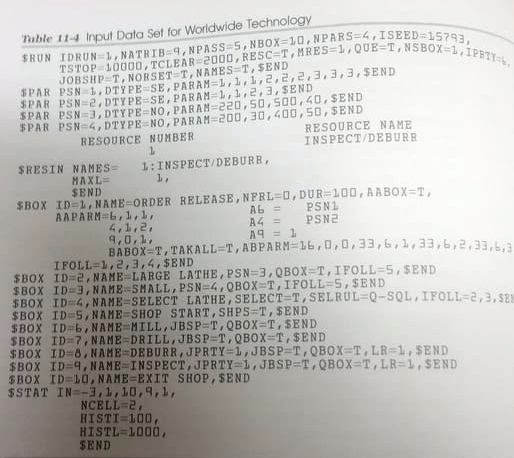 Table 11-4 Input Data Set for Worldwide Technology
$RUN IDRUN=1,NATRIB=9,NPASS=5,NBOX=10,NPARS=4,ISEED=15793,
TSTOP=10000,TCLEAR=2000,RESC=T,MRES=1,QUE=T,NSBOX=1,IPRTY=6,
JOBSHP=T,NORSET=T,NAMES=T,$END
$PAR PSN=1,DTYPE=SE,PARAM=1,1,1,2,2,2,3,3,3,$END
$PAR PSN=2,DTYPE=SE,PARAM=1,1,2,3,$END
$PAR PSN=3,DTYPE=NO,PARAM=220,50,500,40,$END
$PAR PSN=4,DTYPE=NO,PARAM=200,30,400,50,$END
RESOURCE NUMBER RESOURCE NAME
1 INSPECT/DEBURR
$RESIN NAMES= 1:INSPECT/DEBURR,
MAXL= 1,
$END
$BOX ID=1,NAME=ORDER RELEASE,NFRL=0,DUR=100,AABOX=T,
AAPARM=6,1,1, A6 = PSN1
4,1,2, A4 = PSN2
9,0,1, A9 = 1
BABOX=T,TAKALL=T,ABPARM=16,0,0,33,6,1,33,6,2,33,6,3
IFOLL=1,2,3,4,$END
$BOX ID=2,NAME=LARGE LATHE,PSN=3,QBOX=T,IFOLL=5,$END
$BOX ID=3,NAME=SMALL,PSN=4,QBOX=T,IFOLL=5,$END
$BOX ID=4,NAME=SELECT LATHE,SELECT=T,SELRUL=Q-SQL,IFOLL=2,3,$EN
$BOX ID=5,NAME=SHOP START,SHPS=T,$END
$BOX ID=6,NAME=MILL,JBSP=T,QBOX=T,$END
$BOX ID=7,NAME=DRILL,JBSP=T,QBOX=T,$END
$BOX ID=8,NAME=DEBURR,JPRTY=1,JBSP=T,QBOX=T,LR=1,$END
$BOX ID=9,NAME=INSPECT,JPRTY=1,JBSP=T,QBOX=T,LR=1,$END
$BOX ID=10,NAME=EXIT SHOP,$END
$STAT IN=-3,1,10,9,1,
NCELL=2,
HISTI=100,
HISTL=1000,
$END